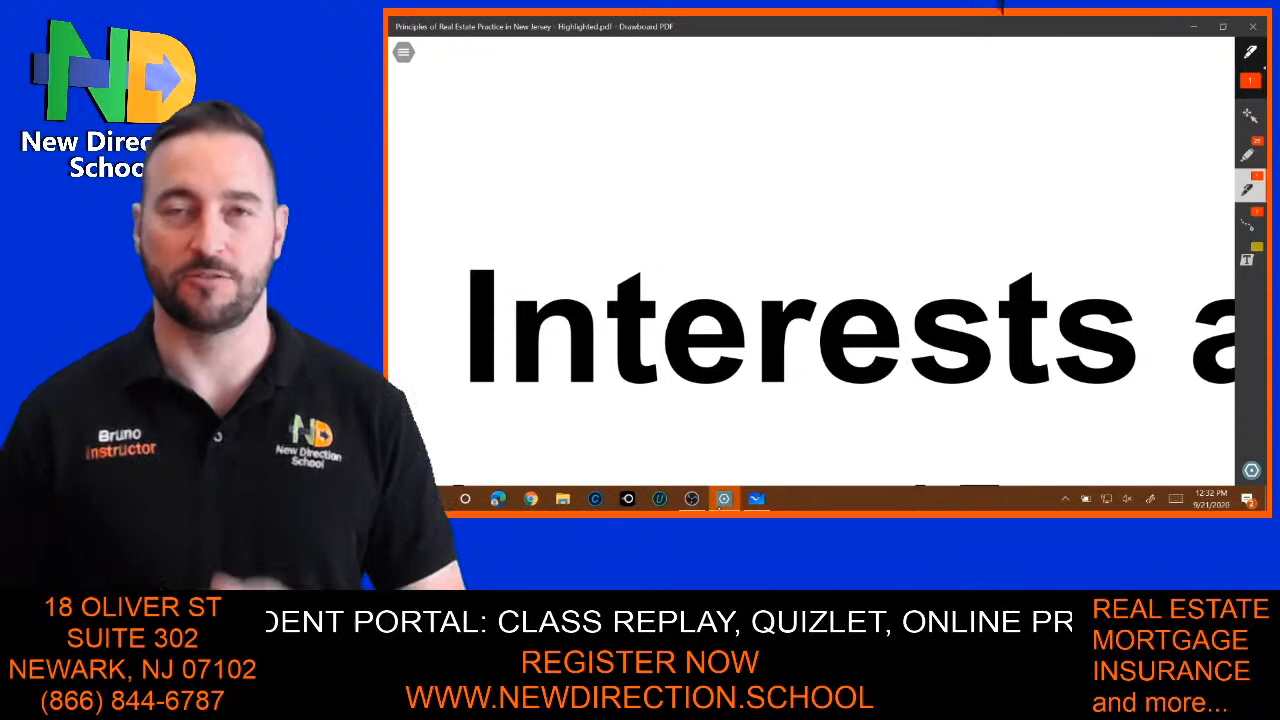 Principles of Real Estate Practice in New Jersey - Highlighted.pdf - Drawboard PDF
ND
New Direc
Schoo
Interests a
Bruno
Instructor
ND
New Direction
School
12:32 PM
9/21/2020
18 OLIVER ST
SUITE 302
NEWARK, NJ 07102
(866) 844-6787
DENT PORTAL: CLASS REPLAY, QUIZLET, ONLINE PR
REGISTER NOW
WWW.NEWDIRECTION.SCHOOL
REAL ESTATE
MORTGAGE
INSURANCE
and more...